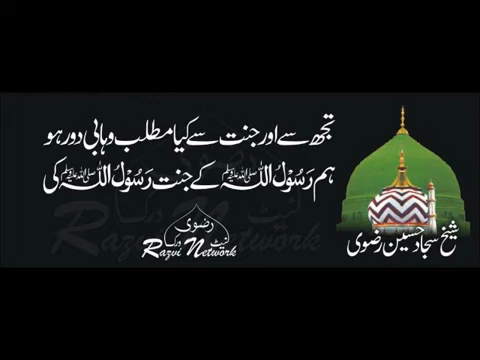 تجھ سے اور جنت سے کیا مطلب وہابی دور ہو
ہم رسول اللہ ﷺ کے جنت رسول اللہ ﷺ کی
شیخ سجاد حسین رضوی
رضوی
نیٹ ورک
Razvi Network